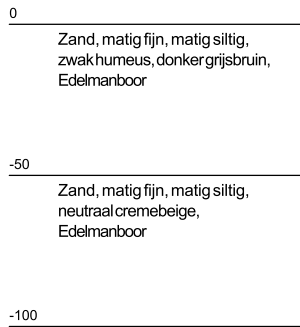 0
Zand, matig fijn, matig siltig,
zwak humeus, donker grijsbruin,
Edelmanboor
-50
Zand, matig fijn, matig siltig,
neutraal cremebeige,
Edelmanboor
-100